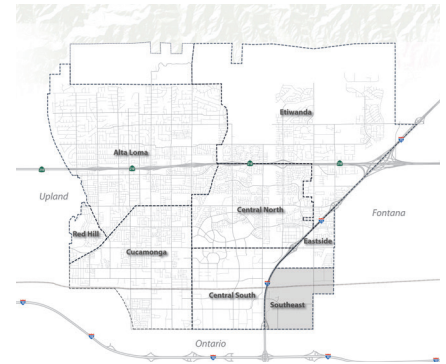 Etiwanda
Alta Loma
Upland
Central North
Fontana
Red Hill
Eastside
Cucamonga
Central South
Southeast
Ontario